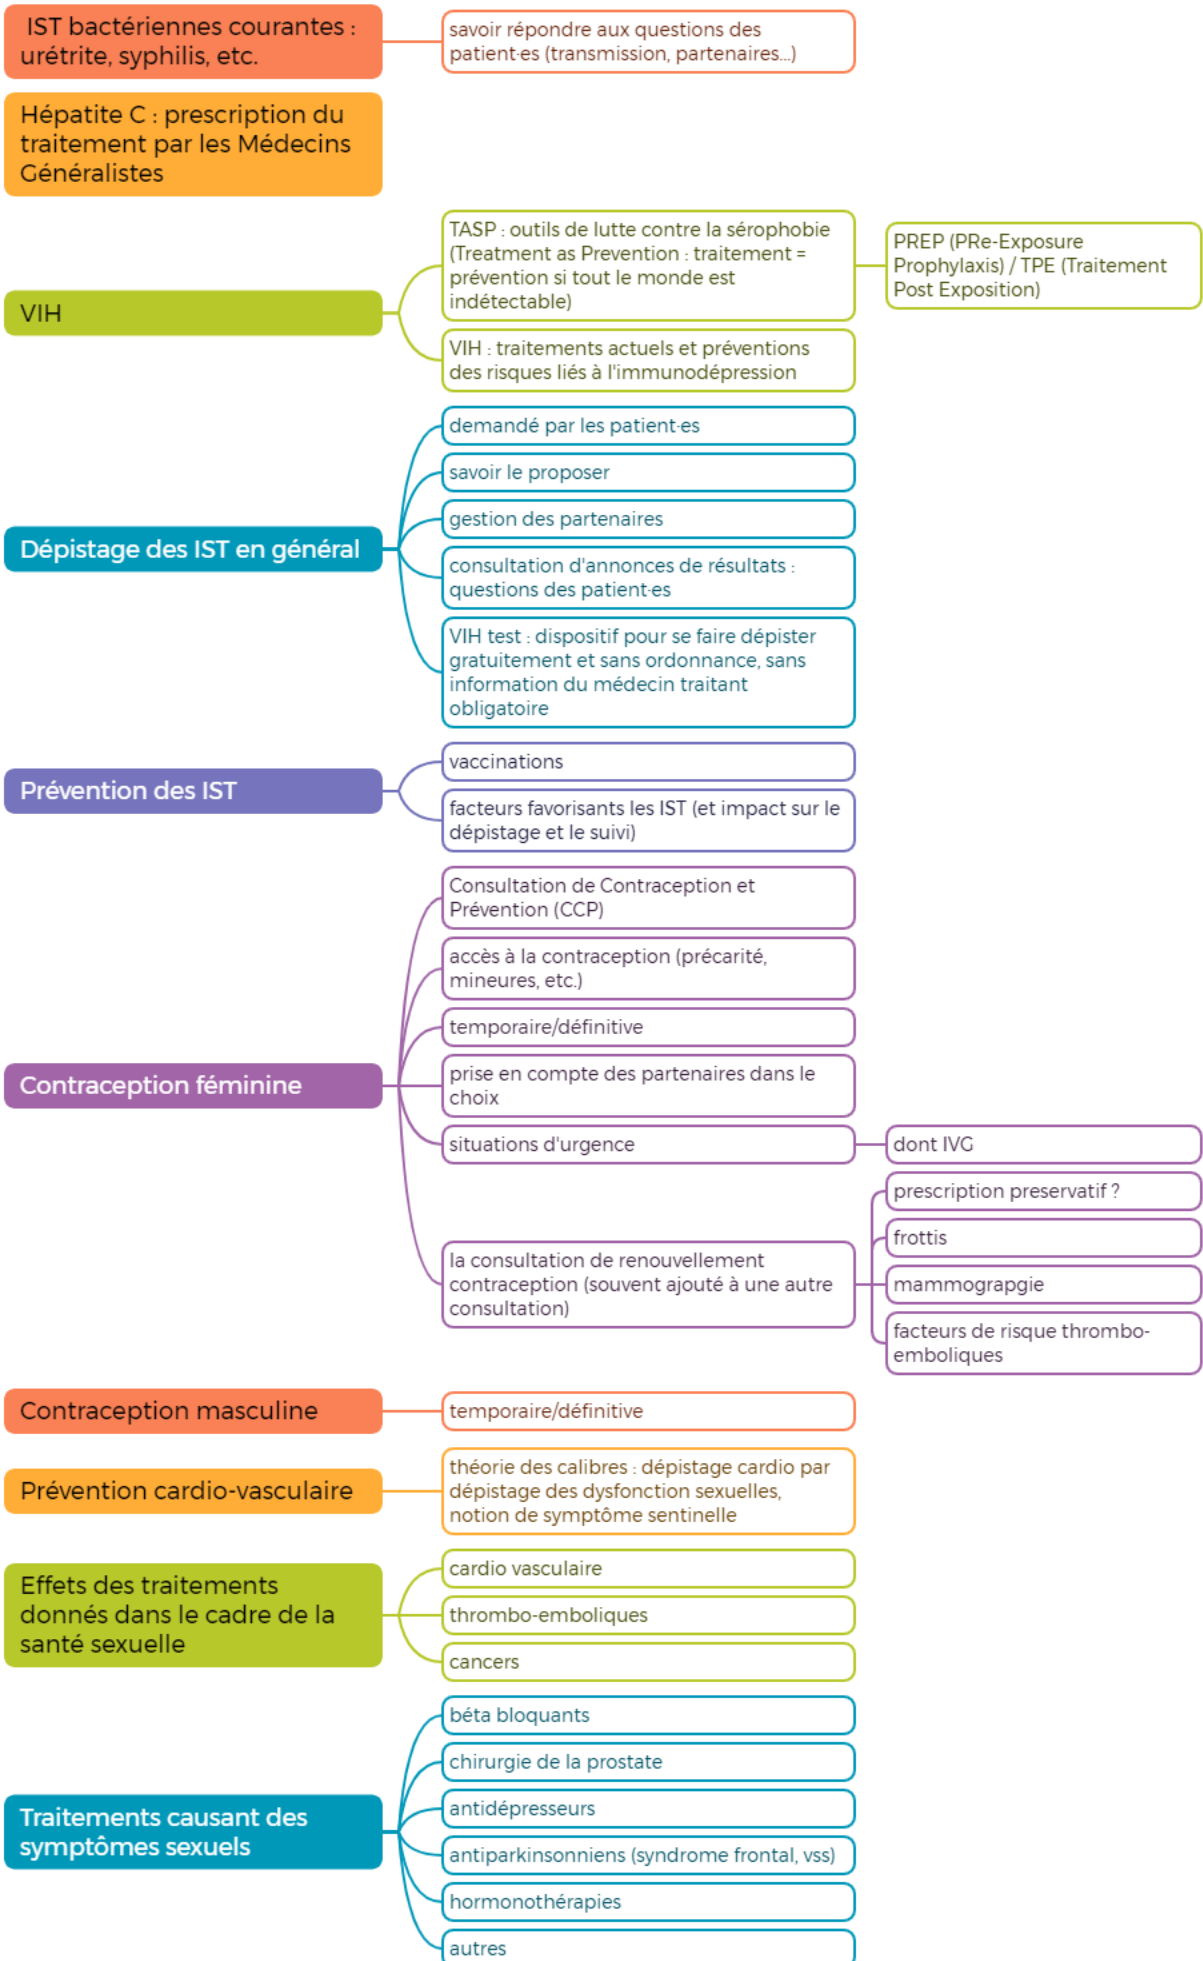 IST bactériennes courantes :
urétrite, syphilis, etc.
savoir répondre aux questions des
patient·es (transmission, partenaires...)
Hépatite C : prescription du
traitement par les Médecins
Généralistes
VIH
TASP : outils de lutte contre la sérophobie
(Treatment as Prevention : traitement =
prévention si tout le monde est
indétectable)
PREP (PRe-Exposure
Prophylaxis) / TPE (Traitement
Post Exposition)
VIH : traitements actuels et préventions
des risques liés à l'immunodépression
Dépistage des IST en général
demandé par les patient·es
savoir le proposer
gestion des partenaires
consultation d'annonces de résultats :
questions des patient·es
VIH test : dispositif pour se faire dépister
gratuitement et sans ordonnance, sans
information du médecin traitant
obligatoire
Prévention des IST
vaccinations
facteurs favorisants les IST (et impact sur le
dépistage et le suivi)
Contraception féminine
Consultation de Contraception et
Prévention (CCP)
accès à la contraception (précarité,
mineures, etc.)
temporaire/définitive
prise en compte des partenaires dans le
choix
situations d'urgence
dont IVG
la consultation de renouvellement
contraception (souvent ajouté à une autre
consultation)
prescription preservatif ?
frottis
mammograpgie
facteurs de risque thrombo-
emboliques
Contraception masculine
temporaire/définitive
Prévention cardio-vasculaire
théorie des calibres : dépistage cardio par
dépistage des dysfonction sexuelles,
notion de symptôme sentinelle
Effets des traitements
donnés dans le cadre de la
santé sexuelle
cardio vasculaire
thrombo-emboliques
cancers
Traitements causant des
symptômes sexuels
béta bloquants
chirurgie de la prostate
antidépresseurs
antiparkinsonniens (syndrome frontal, vss)
hormonothérapies
autres